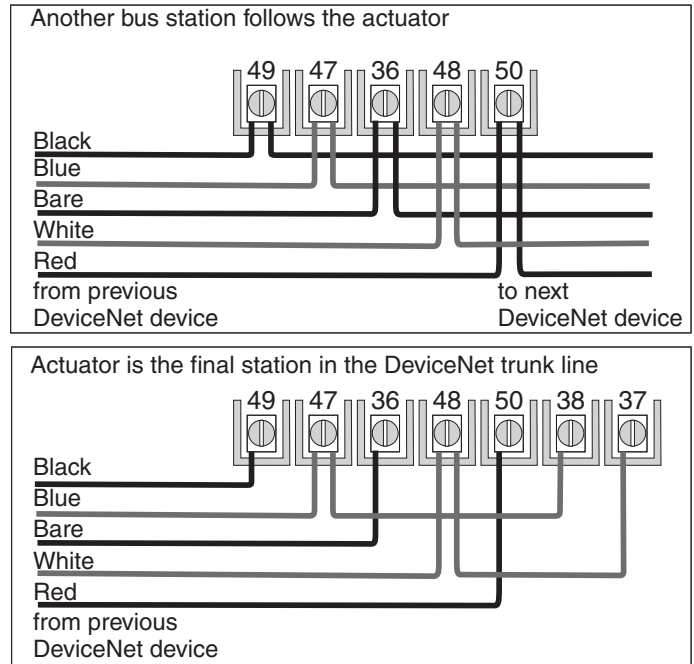 Another bus station follows the actuator
49 47 36 48 50
Black
Blue
Bare
White
Red
from previous
DeviceNet device
to next
DeviceNet device
Actuator is the final station in the DeviceNet trunk line
49 47 36 48 50 38 37
Black
Blue
Bare
White
Red
from previous
DeviceNet device